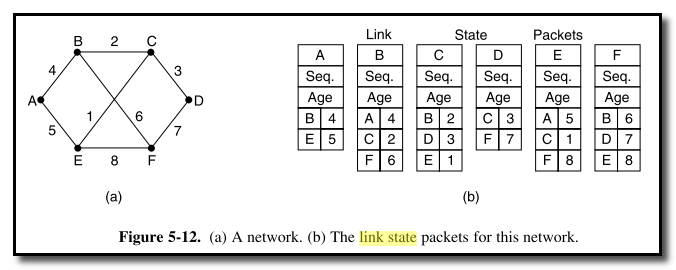 Link State Packets
B 2 C A B C D E F
4 3 Seq. Seq. Seq. Seq. Seq. Seq.
A D Age Age Age Age Age Age
1 6 B 4 A 4 B 2 C 3 A 5 B 6
5 7 E 5 C 2 D 3 F 7 C 1 D 7
E 8 F F 6 E 1 F 8 E 8
(a) (b)
Figure 5-12. (a) A network. (b) The link state packets for this network.